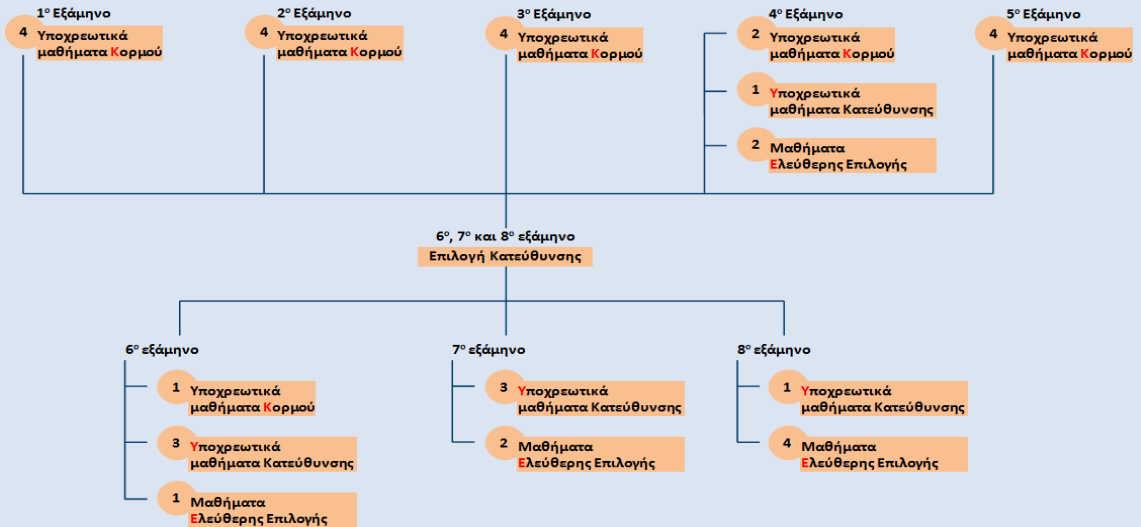 1ο Εξάμηνο
4 Υποχρεωτικά
μαθήματα Κορμού
2ο Εξάμηνο
4 Υποχρεωτικά
μαθήματα Κορμού
3ο Εξάμηνο
4 Υποχρεωτικά
μαθήματα Κορμού
4ο Εξάμηνο
2 Υποχρεωτικά
μαθήματα Κορμού
1 Υποχρεωτικά
μαθήματα Κατεύθυνσης
2 Μαθήματα
Ελεύθερης Επιλογής
5ο Εξάμηνο
4 Υποχρεωτικά
μαθήματα Κορμού
6ο, 7ο και 8ο εξάμηνο
Επιλογή Κατεύθυνσης
6ο εξάμηνο
1 Υποχρεωτικά
μαθήματα Κορμού
3 Υποχρεωτικά
μαθήματα Κατεύθυνσης
1 Μαθήματα
Ελεύθερης Επιλογής
7ο εξάμηνο
3 Υποχρεωτικά
μαθήματα Κατεύθυνσης
2 Μαθήματα
Ελεύθερης Επιλογής
8ο εξάμηνο
1 Υποχρεωτικά
μαθήματα Κατεύθυνσης
4 Μαθήματα
Ελεύθερης Επιλογής